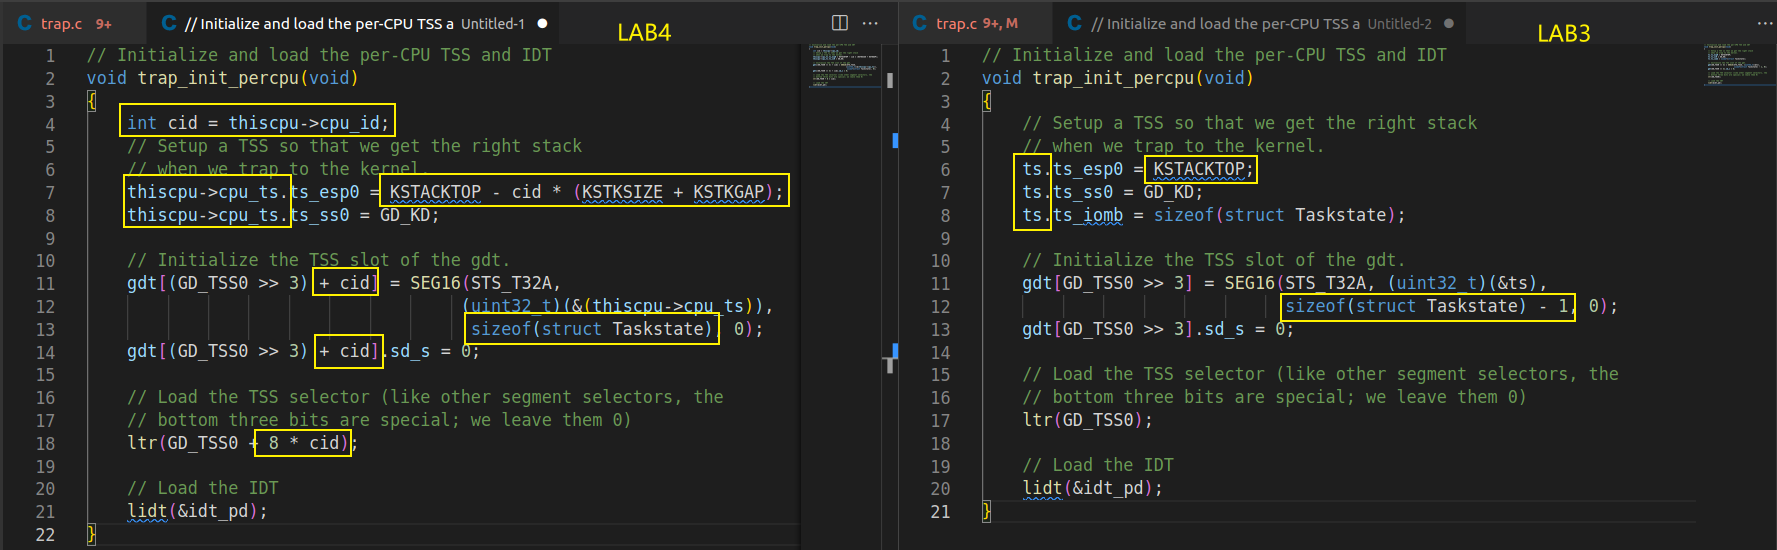 trap.c 9+
// Initialize and load the per-CPU TSS a Untitled-1
LAB4
1 // Initialize and load the per-CPU TSS and IDT
2 void trap_init_percpu(void)
3 {
4 int cid = thiscpu->cpu_id;
5 // Setup a TSS so that we get the right stack
6 // when we trap to the kernel.
7 thiscpu->cpu_ts.ts_esp0 = KSTACKTOP - cid * (KSTKSIZE + KSTKGAP);
8 thiscpu->cpu_ts.ts_ss0 = GD_KD;
9
10 // Initialize the TSS slot of the gdt.
11 gdt[(GD_TSS0 >> 3) + cid] = SEG16(STS_T32A,
12 (uint32_t)(&(thiscpu->cpu_ts)),
13 sizeof(struct Taskstate), 0);
14 gdt[(GD_TSS0 >> 3) + cid].sd_s = 0;
15
16 // Load the TSS selector (like other segment selectors, the
17 // bottom three bits are special; we leave them 0)
18 ltr(GD_TSS0 + 8 * cid);
19
20 // Load the IDT
21 lidt(&idt_pd);
22 }
trap.c 9+, M
// Initialize and load the per-CPU TSS a Untitled-2
LAB3
1 // Initialize and load the per-CPU TSS and IDT
2 void trap_init_percpu(void)
3 {
4 // Setup a TSS so that we get the right stack
5 // when we trap to the kernel.
6 ts.ts_esp0 = KSTACKTOP;
7 ts.ts_ss0 = GD_KD;
8 ts.ts_iomb = sizeof(struct Taskstate);
9
10 // Initialize the TSS slot of the gdt.
11 gdt[GD_TSS0 >> 3] = SEG16(STS_T32A, (uint32_t)(&ts),
12 sizeof(struct Taskstate) - 1, 0);
13 gdt[GD_TSS0 >> 3].sd_s = 0;
14
15 // Load the TSS selector (like other segment selectors, the
16 // bottom three bits are special; we leave them 0)
17 ltr(GD_TSS0);
18
19 // Load the IDT
20 lidt(&idt_pd);
21 }